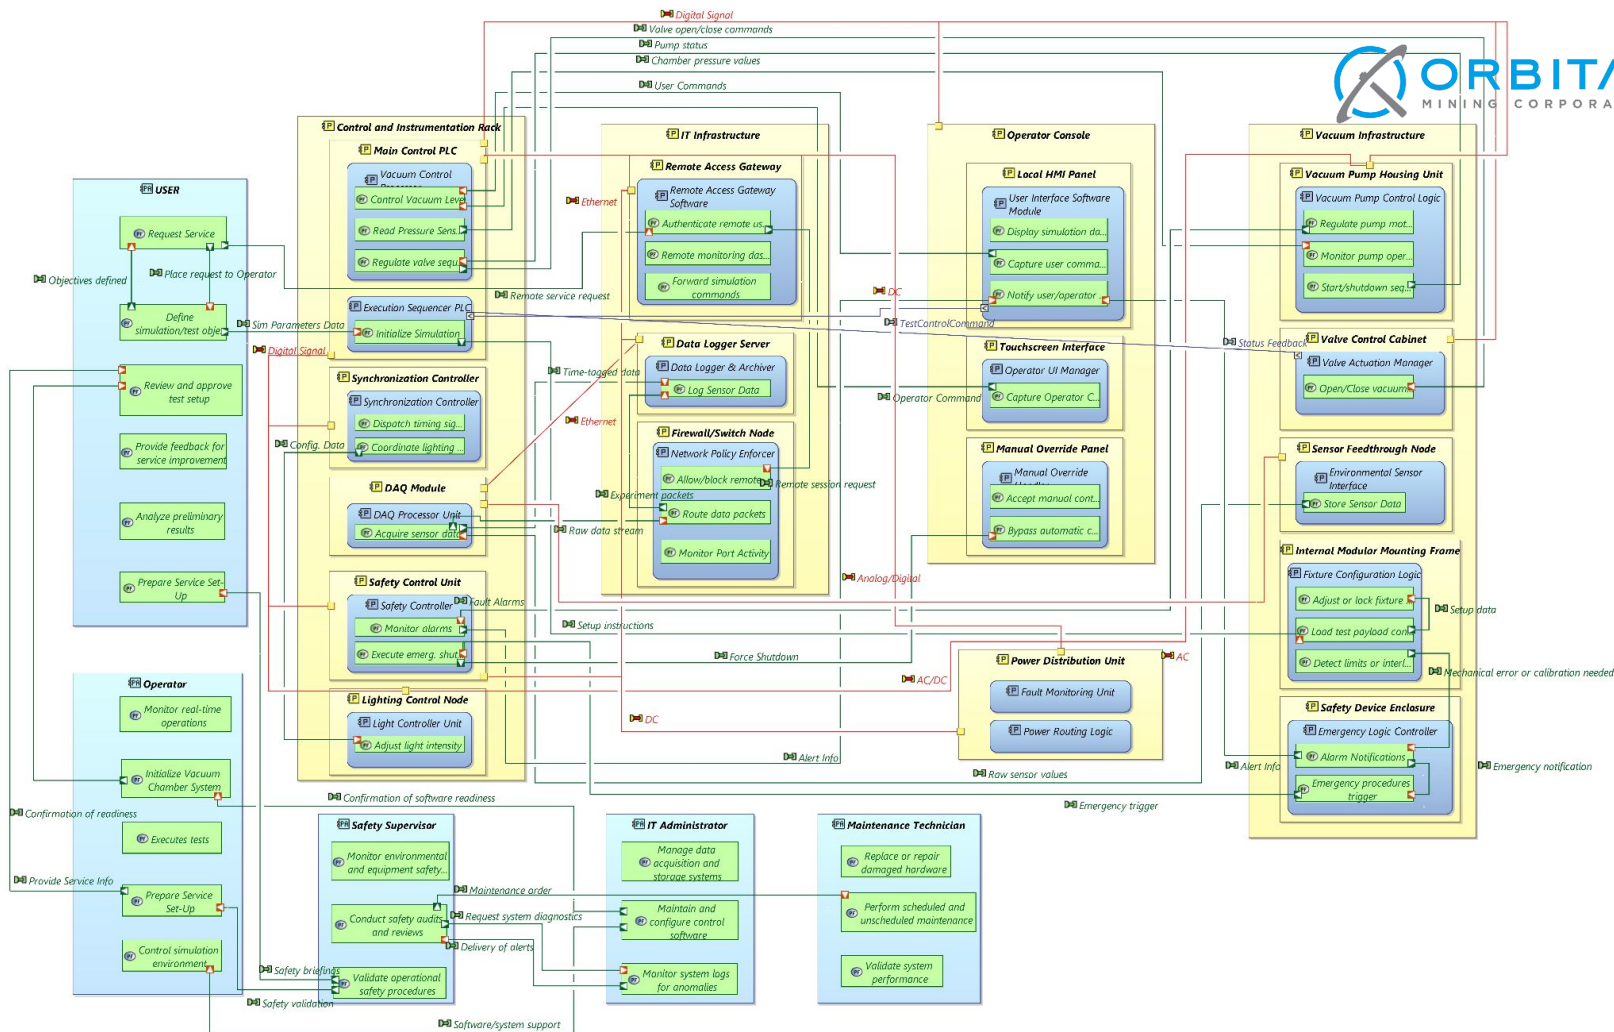 Digital Signal
Valve open/close commands
Pump status
Chamber pressure values
User Commands
ORBITA
MINING CORPORA
Control and Instrumentation Rack
Main Control PLC
Vacuum Control
Control Vacuum Leve
Read Pressure Sens.
Regulate valve sequ.
Execution Sequencer PLC
Initialize Simulation
Synchronization Controller
Synchronization Controller
Dispatch timing sig...
Coordinate lighting ...
DAQ Module
DAQ Processor Unit
Acquire sensor data
Safety Control Unit
Safety Controller
Monitor alarms
Execute emerg. shut
Lighting Control Node
Light Controller Unit
Adjust light intensity
IT Infrastructure
Remote Access Gateway
Remote Access Gateway
Software
Authenticate remote us..
Remote monitoring das...
Forward simulation
commands
Data Logger Server
Data Logger & Archiver
Log Sensor Data
Firewall/Switch Node
Network Policy Enforcer
Allow/block remote
Route data packets
Monitor Port Activity
Operator Console
Local HMI Panel
User Interface Software
Module
Display simulation da...
Capture user comma...
Notify user/operator
Touchscreen Interface
Operator UI Manager
Capture Operator C...
Manual Override Panel
Manual Override
Accept manual cont...
Bypass automatic c...
Vacuum Infrastructure
Vacuum Pump Housing Unit
Vacuum Pump Control Logic
Regulate pump mot...
Monitor pump oper...
Start/shutdown seq..
Valve Control Cabinet
Valve Actuation Manager
Open/Close vacuum
Sensor Feedthrough Node
Environmental Sensor
Interface
Store Sensor Data
Internal Modular Mounting Frame
Fixture Configuration Logic
Adjust or lock fixture
Load test payload con
Detect limits or interl...
Safety Device Enclosure
Emergency Logic Controller
Alarm Notifications
Emergency procedures
trigger
Power Distribution Unit
Fault Monitoring Unit
Power Routing Logic
USER
Request Service
Define
simulation/test obje
Review and approve
test setup
Provide feedback for
service improvement
Analyze preliminary
results
Prepare Service Set-
Up
Operator
Monitor real-time
operations
Initialize Vacuum
Chamber System
Executes tests
Prepare Service
Set-Up
Control simulation
environment
Safety Supervisor
Monitor environmental
and equipment safety...
Conduct safety audits
and reviews
Validate operational
safety procedures
IT Administrator
Manage data
acquisition and
storage systems
Maintain and
configure control
software
Monitor system logs
for anomalies
Maintenance Technician
Replace or repair
damaged hardware
Perform scheduled and
unscheduled maintenance
Validate system
performance
Ethernet
Objectives defined
Place request to Operator
Remote service request
DC
Sim Parameters Data
TestControlCommand
Status Feedback
Digital Signal
Time-tagged data
Operator Command
Ethernet
Config. Data
Remote session request
Experiment packets
Raw data stream
Analog/Digital
Fault Alarms
Setup data
Setup instructions
Force Shutdown
AC
AC/DC
Mechanical error or calibration needed
DC
Alert Info
Raw sensor values
Alert Info
Emergency notification
Confirmation of software readiness
Emergency trigger
Confirmation of readiness
Provide Service Info
Maintenance order
Request system diagnostics
Delivery of alerts
Safety briefings
Safety validation
Software/system support